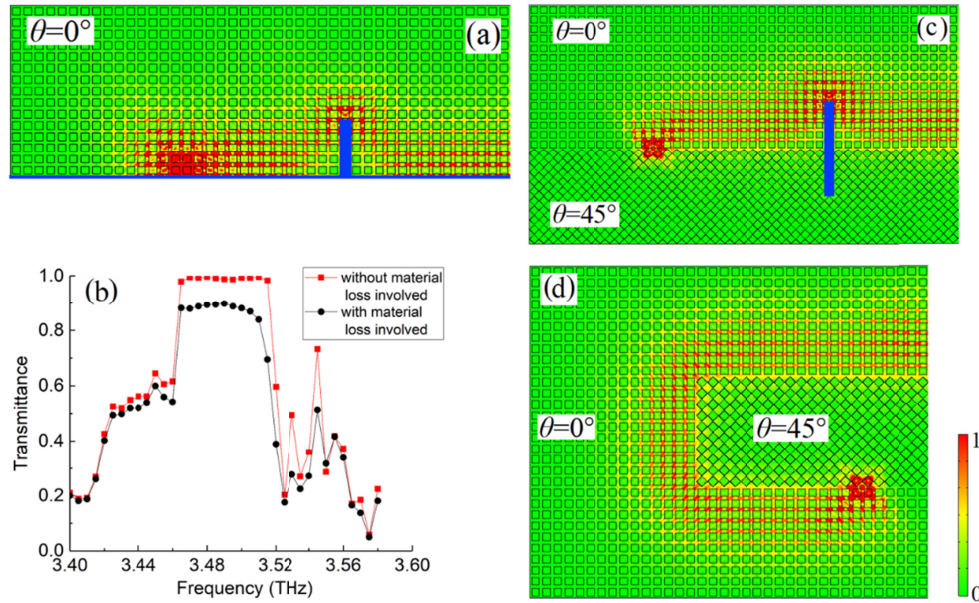 θ=0°
(a)
θ=0°
(c)
θ=45°
(b)
without material
loss involved
with material
loss involved
Transmittance
1.0
0.8
0.6
0.4
0.2
0.0
3.40
3.44
3.48
3.52
3.56
3.60
Frequency (THz)
(d)
θ=0°
θ=45°
1
0